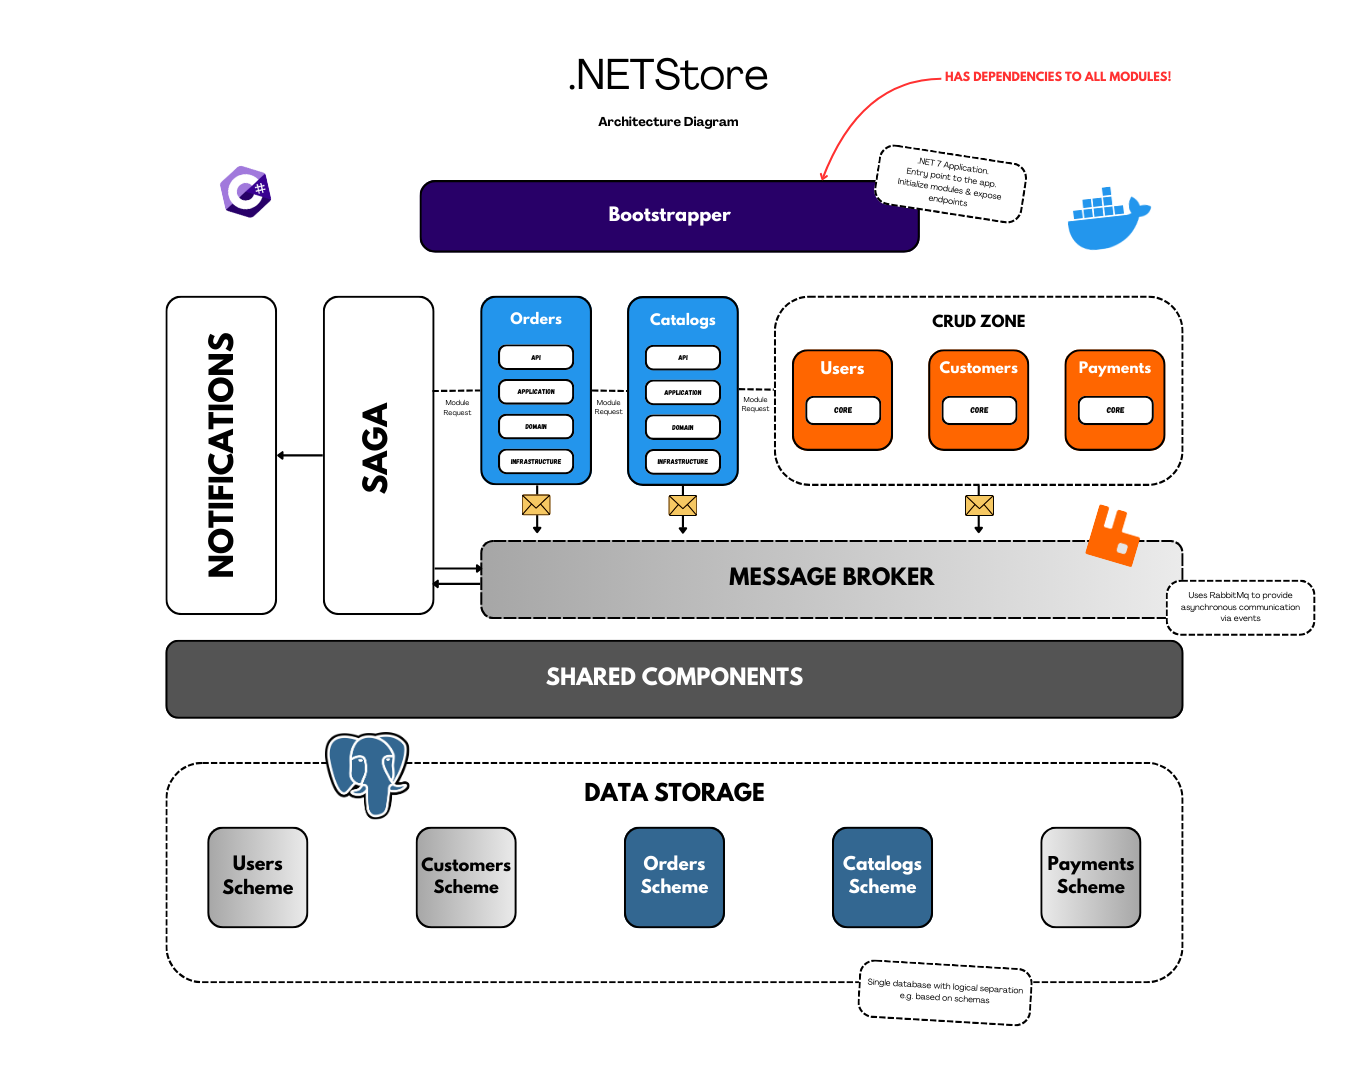 .NETStore
Architecture Diagram
HAS DEPENDENCIES TO ALL MODULES!
.NET 7 Application.
Entry point to the app.
Initialize modules & expose
endpoints
C#
Bootstrapper
NOTIFICATIONS
SAGA
Module
Request
Orders
API
APPLICATION
DOMAIN
INFRASTRUCTURE
Module
Request
Catalogs
API
APPLICATION
DOMAIN
INFRASTRUCTURE
Module
Request
CRUD ZONE
Users
CORE
Customers
CORE
Payments
CORE
MESSAGE BROKER
Uses RabbitMq to provide
asynchronous communication
via events
SHARED COMPONENTS
DATA STORAGE
Users
Scheme
Customers
Scheme
Orders
Scheme
Catalogs
Scheme
Payments
Scheme
Single database with logical separation
e.g. based on schemas